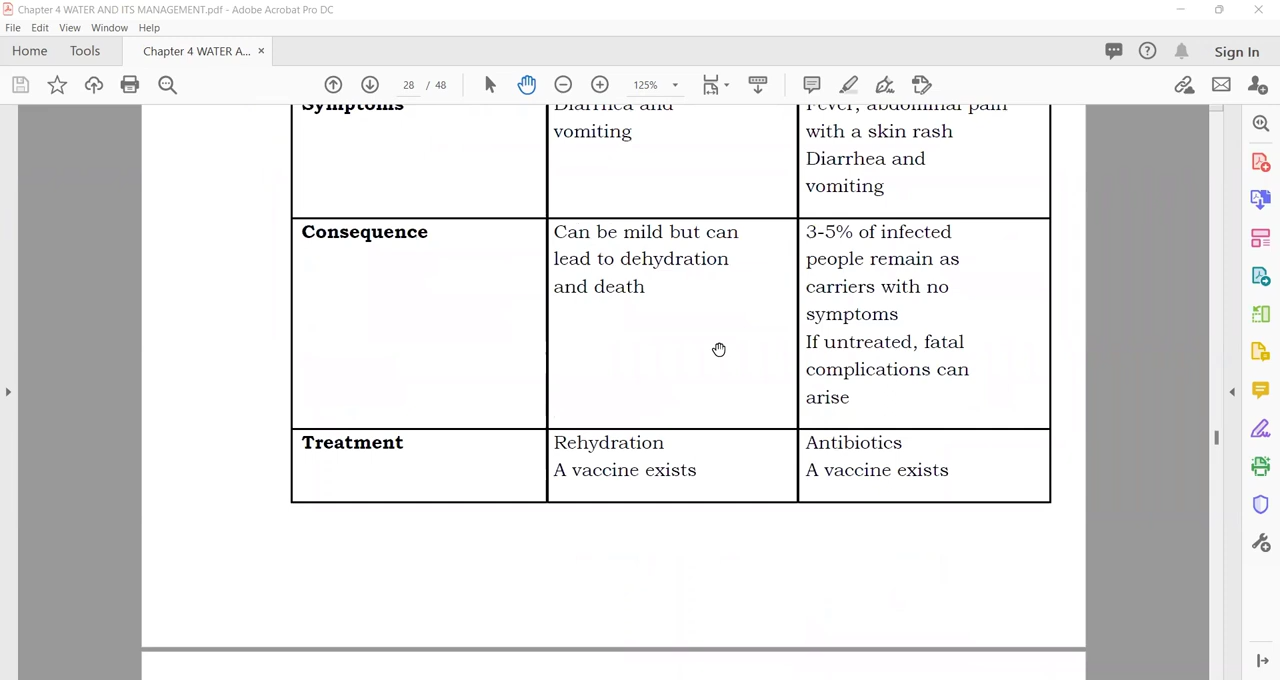 Chapter 4 WATER AND ITS MANAGEMENT.pdf - Adobe Acrobat Pro DC
File Edit View Window Help
Home Tools Chapter 4 WATER A... × Sign In
28 / 48 125%
Symptoms Diarrhea and Fever, abdominal pain
vomiting with a skin rash
Diarrhea and
vomiting
Consequence Can be mild but can 3-5% of infected
lead to dehydration people remain as
and death carriers with no
symptoms
If untreated, fatal
complications can
arise
Treatment Rehydration Antibiotics
A vaccine exists A vaccine exists